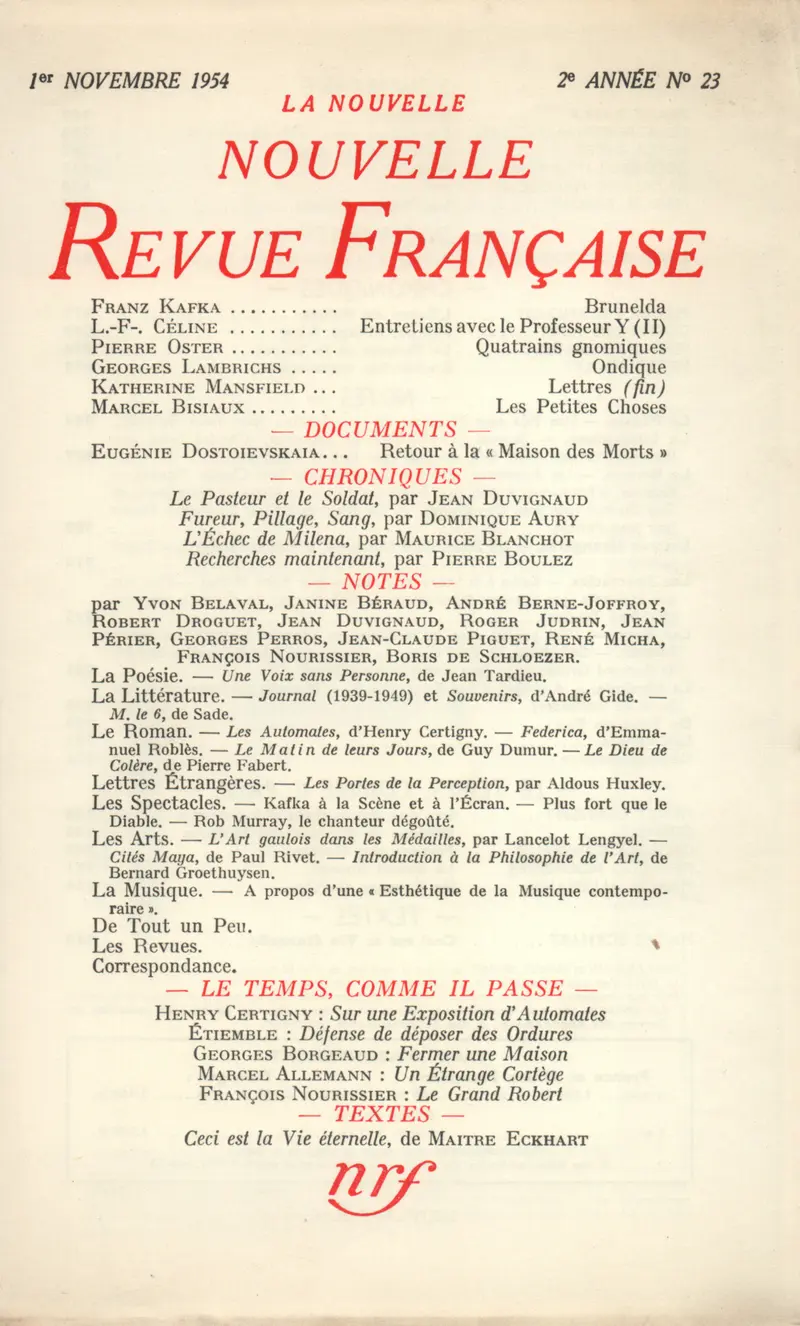 1er NOVEMBRE 1954 2e ANNÉE No 23
LA NOUVELLE
NOUVELLE
REVUE FRANÇAISE
FRANZ KAFKA ........... Brunelda
L.-F-. CÉLINE ........... Entretiens avec le Professeur Y (II)
PIERRE OSTER ........... Quatrains gnomiques
GEORGES LAMBRICHS ..... Ondique
KATHERINE MANSFIELD ... Lettres (fin)
MARCEL BISIAUX ......... Les Petites Choses
— DOCUMENTS —
EUGÉNIE DOSTOIEVSKAIA... Retour à la « Maison des Morts »
— CHRONIQUES —
Le Pasteur et le Soldat, par JEAN DUVIGNAUD
Fureur, Pillage, Sang, par DOMINIQUE AURY
L'Échec de Milena, par MAURICE BLANCHOT
Recherches maintenant, par PIERRE BOULEZ
— NOTES —
par YVON BELAVAL, JANINE BÉRAUD, ANDRÉ BERNE-JOFFROY,
ROBERT DROGUET, JEAN DUVIGNAUD, ROGER JUDRIN, JEAN
PÉRIER, GEORGES PERROS, JEAN-CLAUDE PIGUET, RENÉ MICHA,
FRANÇOIS NOURISSIER, BORIS DE SCHLOEZER.
La Poésie. — Une Voix sans Personne, de Jean Tardieu.
La Littérature. — Journal (1939-1949) et Souvenirs, d'André Gide. —
M. le 6, de Sade.
Le Roman. — Les Automates, d'Henry Certigny. — Federica, d'Emma-
nuel Roblès. — Le Matin de leurs Jours, de Guy Dumur. — Le Dieu de
Colère, de Pierre Fabert.
Lettres Étrangères. — Les Portes de la Perception, par Aldous Huxley.
Les Spectacles. — Kafka à la Scène et à l'Écran. — Plus fort que le
Diable. — Rob Murray, le chanteur dégoûté.
Les Arts. — L'Art gaulois dans les Médailles, par Lancelot Lengyel. —
Cités Maya, de Paul Rivet. — Introduction à la Philosophie de l'Art, de
Bernard Groethuysen.
La Musique. — A propos d'une « Esthétique de la Musique contempo-
raire ».
De Tout un Peu.
Les Revues.
Correspondance.
— LE TEMPS, COMME IL PASSE —
HENRY CERTIGNY : Sur une Exposition d'Automates
ÉTIEMBLE : Défense de déposer des Ordures
GEORGES BORGEAUD : Fermer une Maison
MARCEL ALLEMANN : Un Étrange Cortège
FRANÇOIS NOURISSIER : Le Grand Robert
— TEXTES —
Ceci est la Vie éternelle, de MAITRE ECKHART
nrf